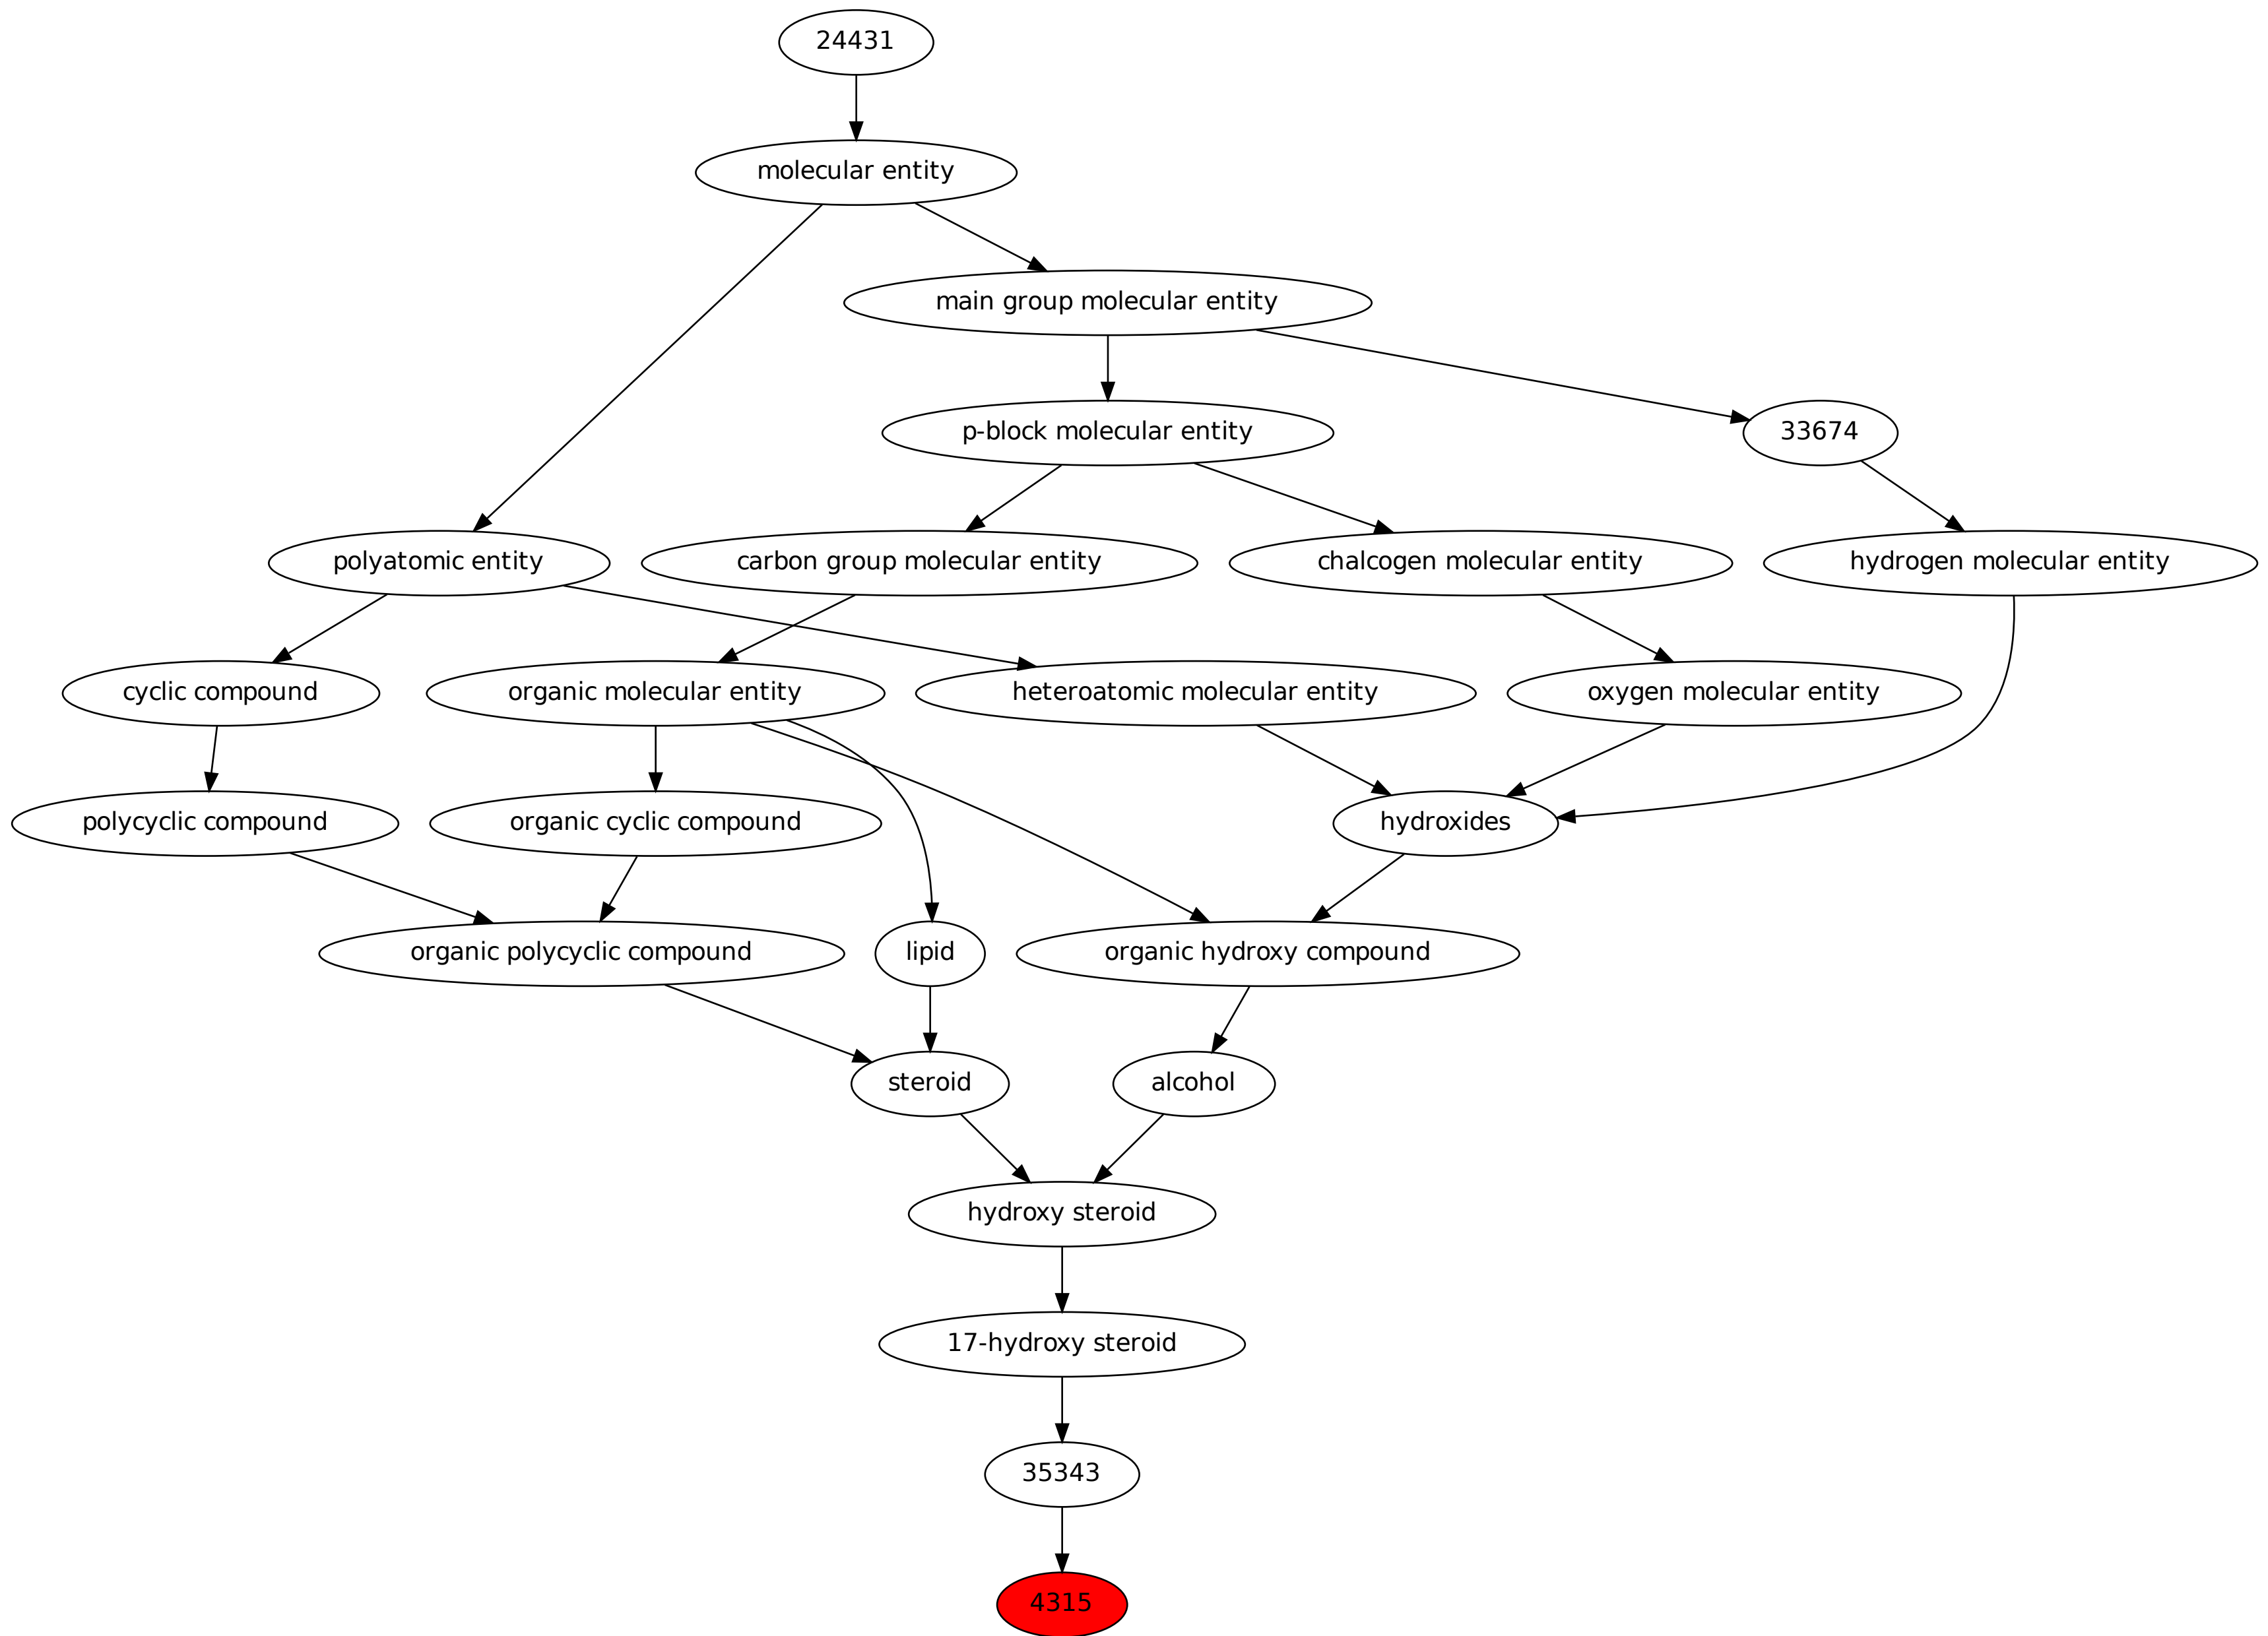 24431
molecular entity
main group molecular entity
p-block molecular entity
33674
polyatomic entity
carbon group molecular entity
chalcogen molecular entity
hydrogen molecular entity
cyclic compound
organic molecular entity
heteroatomic molecular entity
oxygen molecular entity
polycyclic compound
organic cyclic compound
hydroxides
organic polycyclic compound
lipid
organic hydroxy compound
steroid
alcohol
hydroxy steroid
17-hydroxy steroid
35343
4315